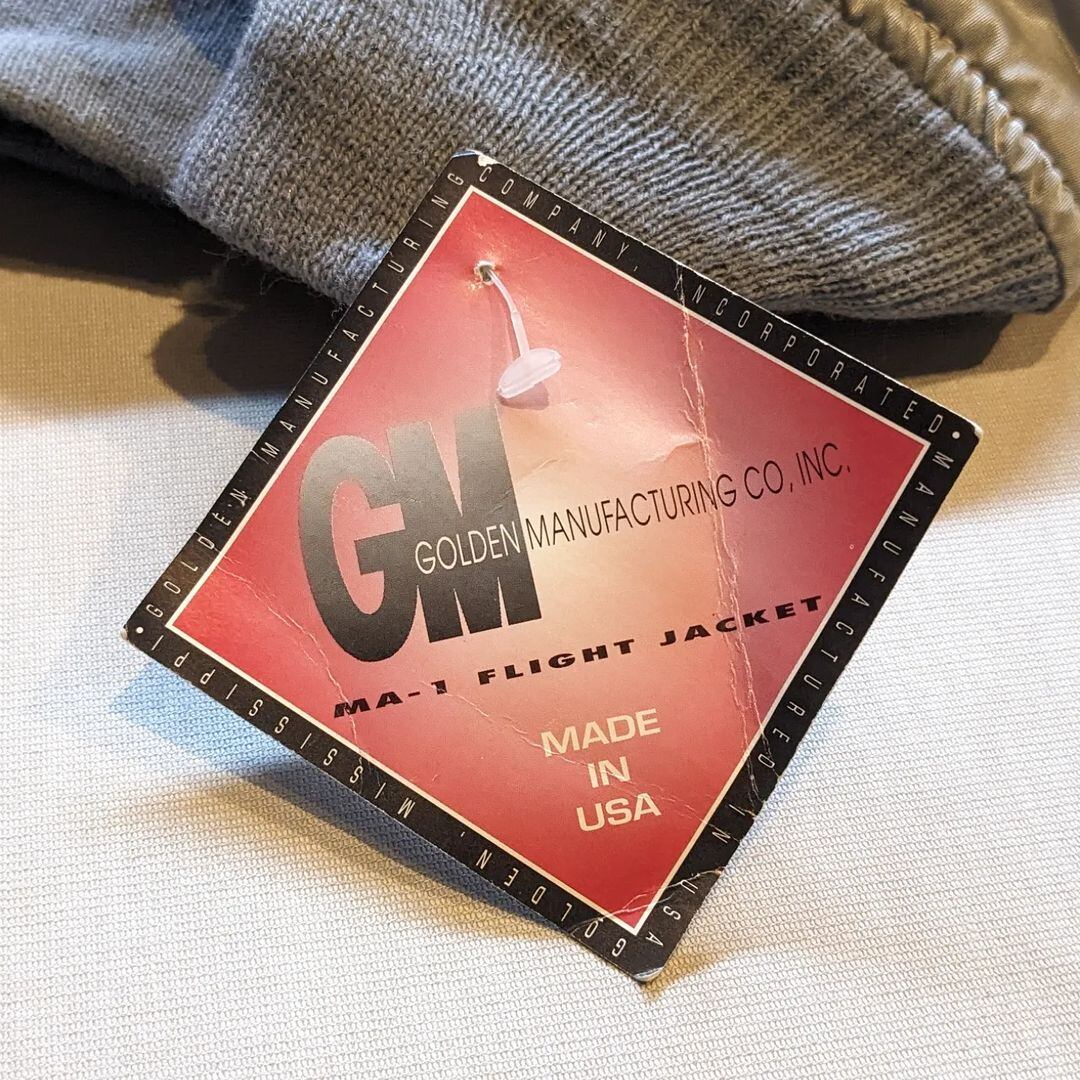 GOLDEN MANUFACTURING COMPANY, INCORPORATED • MANUFACTURED IN USA
GM
GOLDEN MANUFACTURING CO, INC.
MA-1 FLIGHT JACKET
MADE
IN
USA
GOLDEN, MISSISSIPPI •